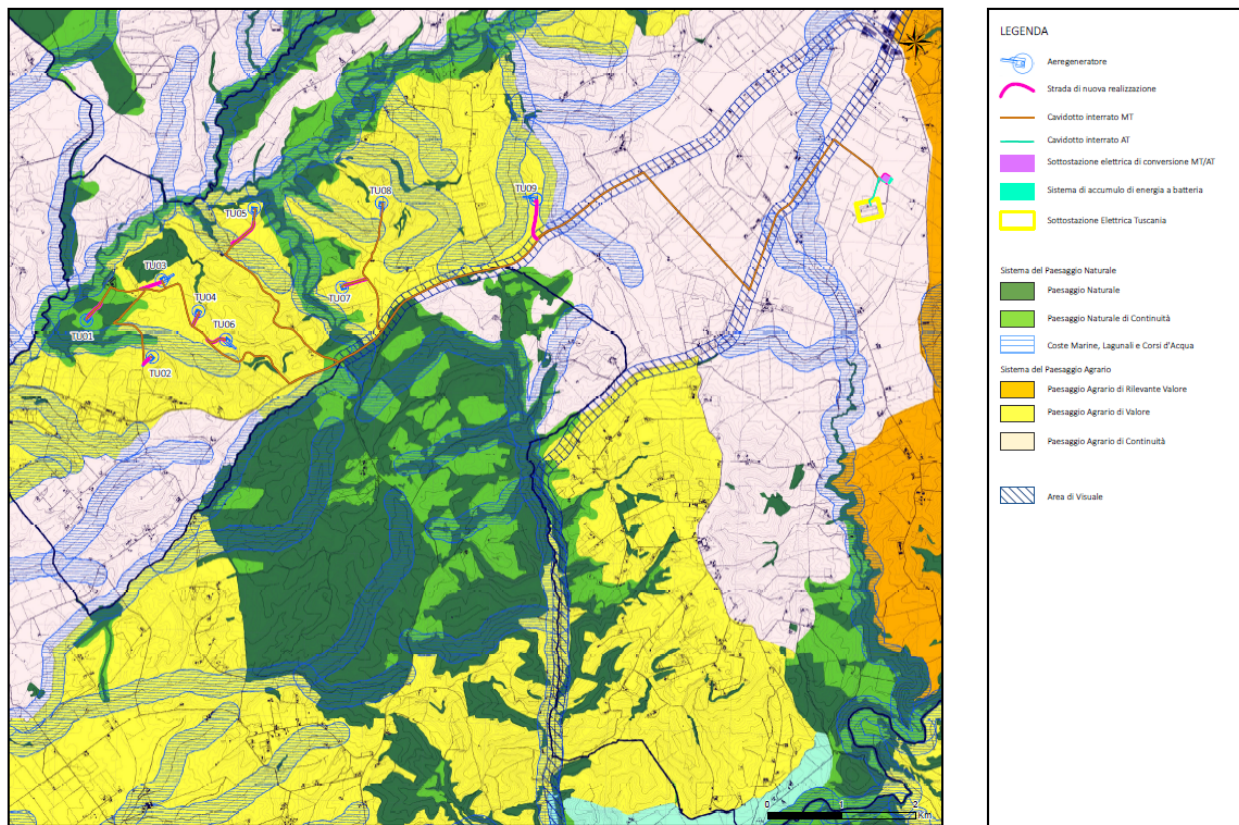 TU09
TU08
TU05
TU03
TU07
TU04
TU01
TU06
TU02
0
1
2
Km
LEGENDA
Aeregeneratore
Strada di nuova realizzazione
Cavidotto interrato MT
Cavidotto interrato AT
Sottostazione elettrica di conversione MT/AT
Sistema di accumulo di energia a batteria
Sottostazione Elettrica Tuscania
Sistema del Paesaggio Naturale
Paesaggio Naturale
Paesaggio Naturale di Continuità
Coste Marine, Lagunali e Corsi d'Acqua
Sistema del Paesaggio Agrario
Paesaggio Agrario di Rilevante Valore
Paesaggio Agrario di Valore
Paesaggio Agrario di Continuità
Area di Visuale